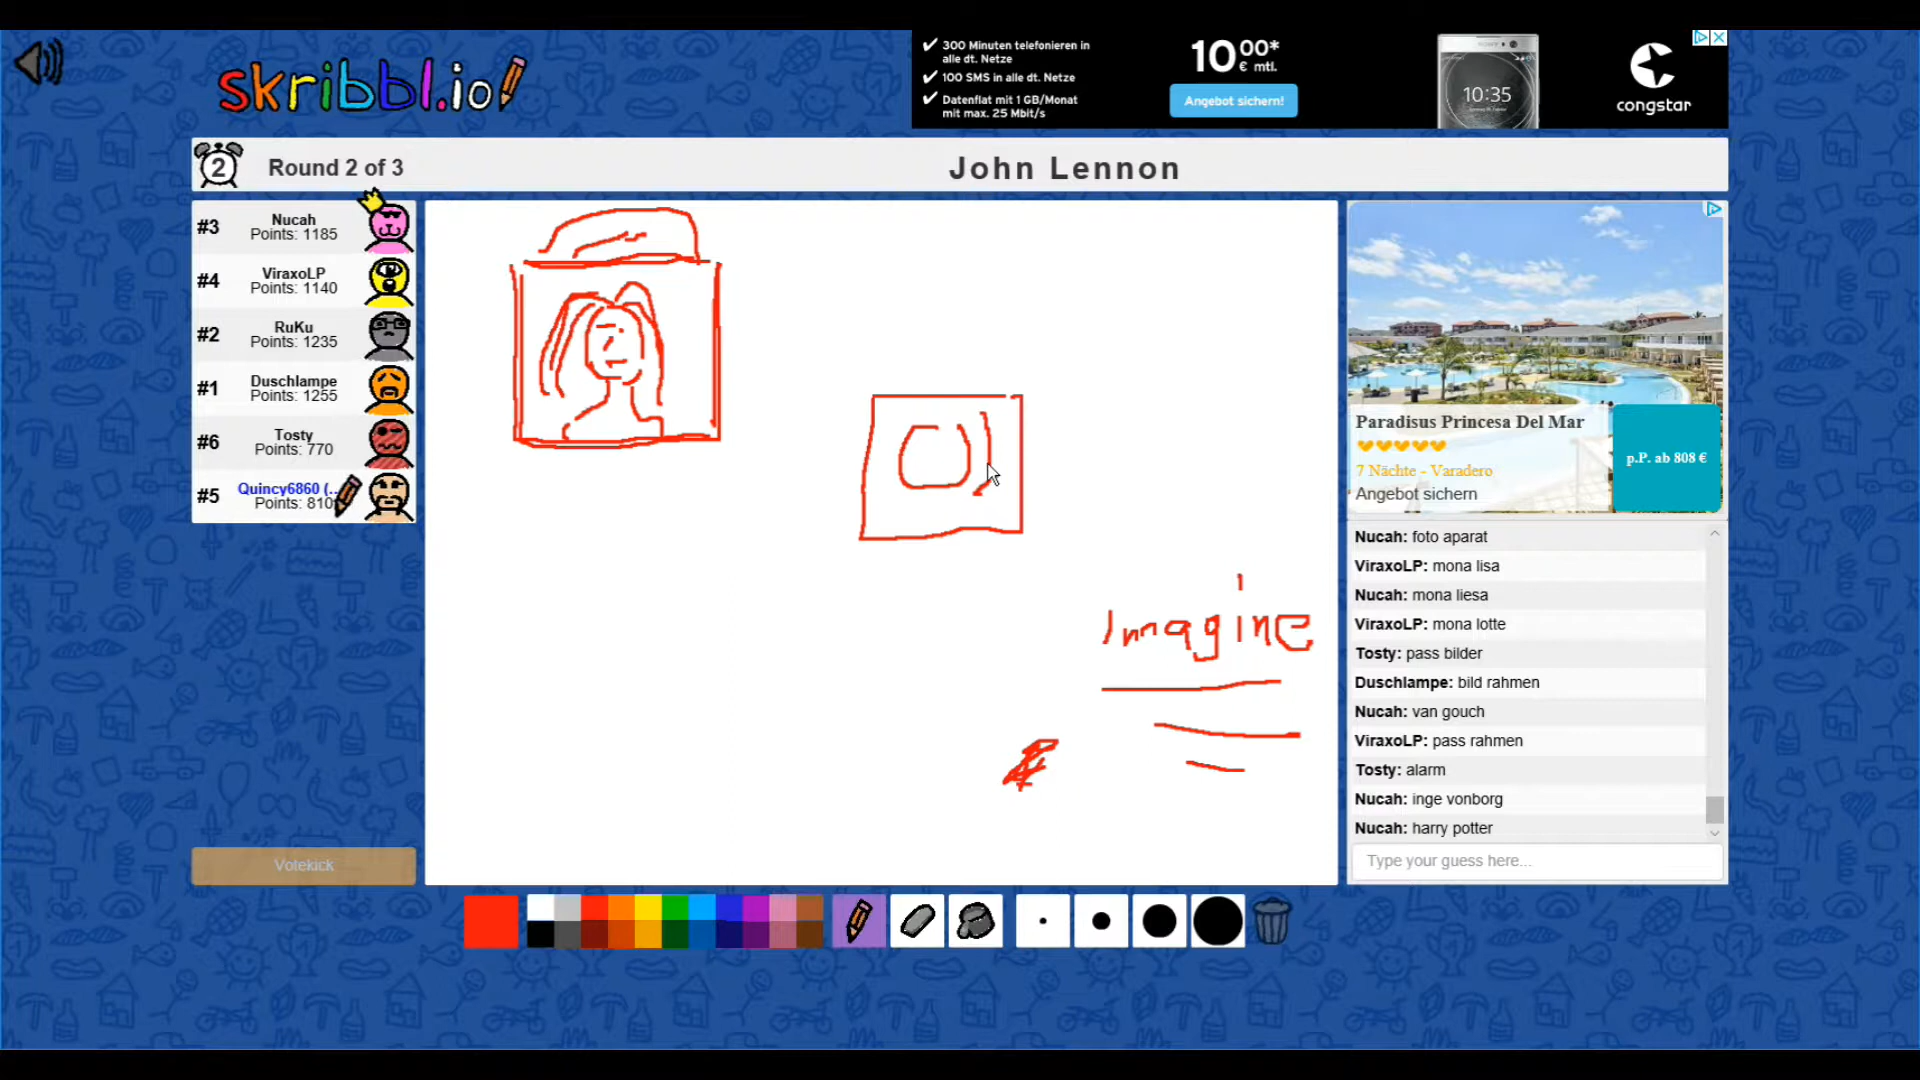 skribbl.io!
300 Minuten telefonieren in
alle dt. Netze
100 SMS in alle dt. Netze
Datenflat mit 1 GB/Monat
mit max. 25 Mbit/s
10 00*
€ mtl.
Angebot sichern!
10:35
congstar
2
Round 2 of 3
John Lennon
#3
Nucah
Points: 1185
#4
ViraxoLP
Points: 1140
#2
RuKu
Points: 1235
#1
Duschlampe
Points: 1255
#6
Tosty
Points: 770
#5
Quincy6860 (...
Points: 810
Votekick
Imagine
Paradisus Princesa Del Mar
7 Nächte - Varadero
Angebot sichern
p.P. ab 808 €
Nucah: foto aparat
ViraxoLP: mona lisa
Nucah: mona liesa
ViraxoLP: mona lotte
Tosty: pass bilder
Duschlampe: bild rahmen
Nucah: van gouch
ViraxoLP: pass rahmen
Tosty: alarm
Nucah: inge vonborg
Nucah: harry potter
Type your guess here...